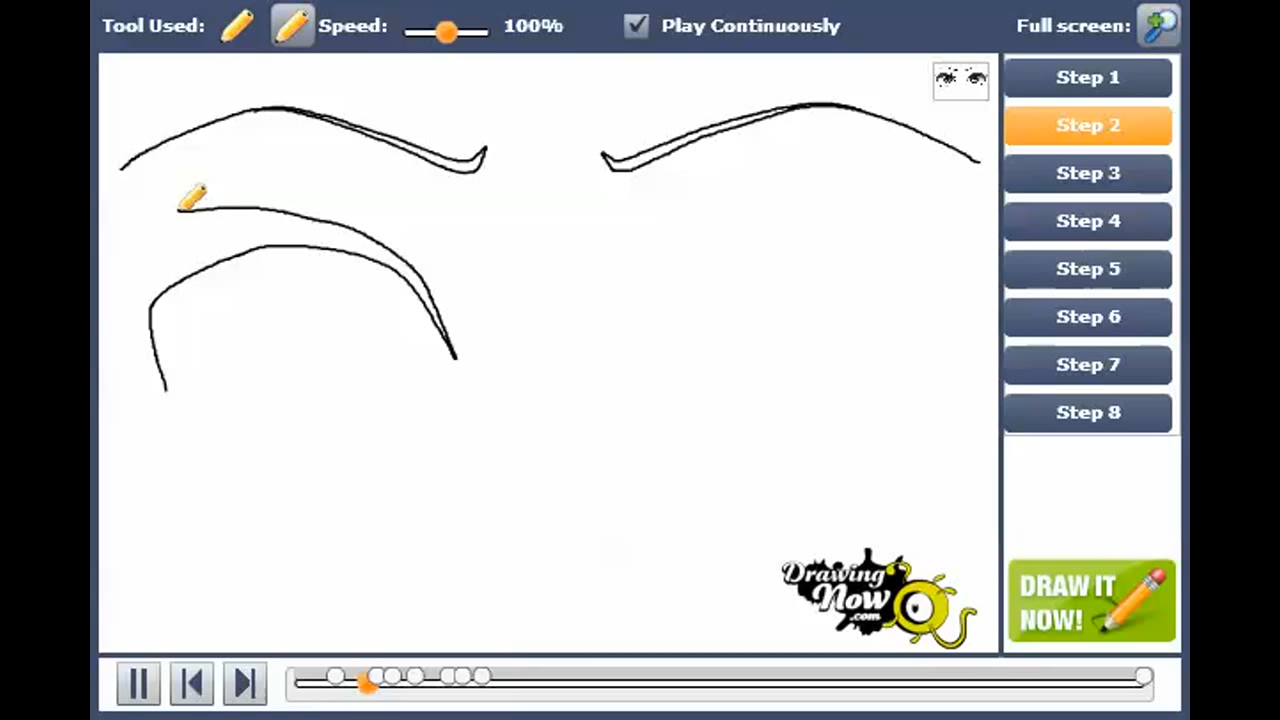 Tool Used: Speed: 100% Play Continuously Full screen:
Step 1
Step 2
Step 3
Step 4
Step 5
Step 6
Step 7
Step 8
Drawing
Now
.com
DRAW IT
NOW!